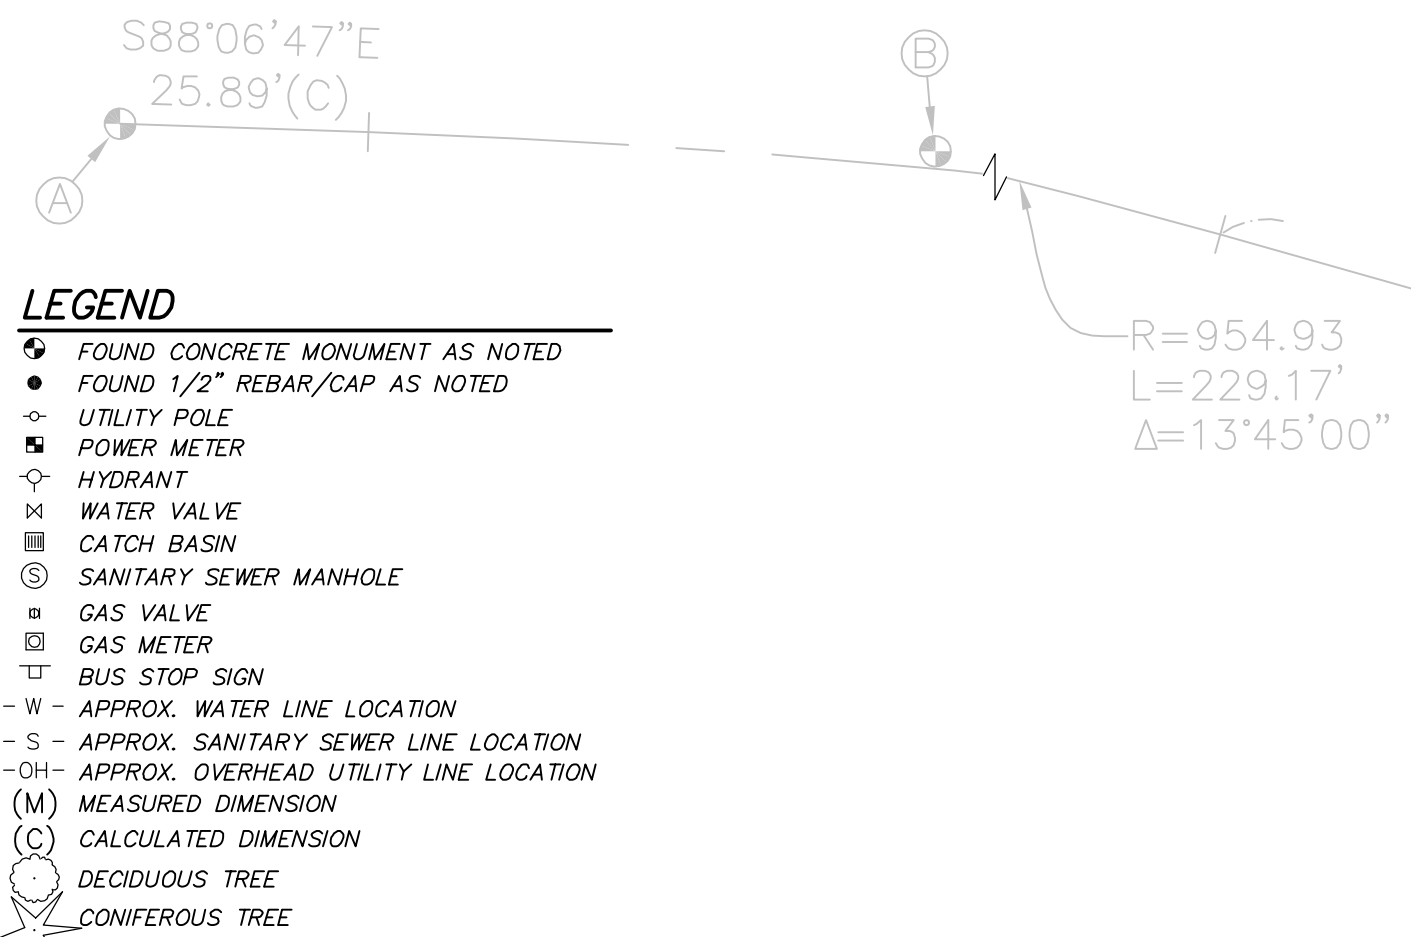 S88°06'47"E
25.89'(C)
A
B
R=954.93
L=229.17'
Δ=13°45'00"
LEGEND
FOUND CONCRETE MONUMENT AS NOTED
FOUND 1/2" REBAR/CAP AS NOTED
UTILITY POLE
POWER METER
HYDRANT
WATER VALVE
CATCH BASIN
S SANITARY SEWER MANHOLE
GAS VALVE
GAS METER
BUS STOP SIGN
- W - APPROX. WATER LINE LOCATION
- S - APPROX. SANITARY SEWER LINE LOCATION
-OH- APPROX. OVERHEAD UTILITY LINE LOCATION
(M) MEASURED DIMENSION
(C) CALCULATED DIMENSION
DECIDUOUS TREE
CONIFEROUS TREE